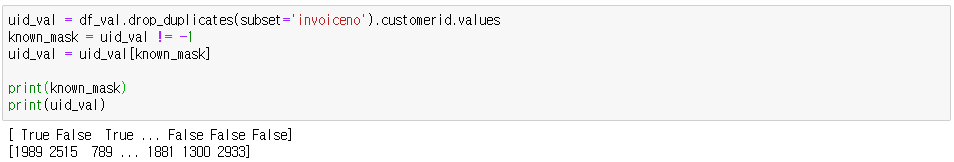 uid_val = df_val.drop_duplicates(subset='invoiceno').customerid.values
known_mask = uid_val != -1
uid_val = uid_val[known_mask]
print(known_mask)
print(uid_val)
[ True False  True ... False False False]
[1989 2515  789 ... 1881 1300 2933]